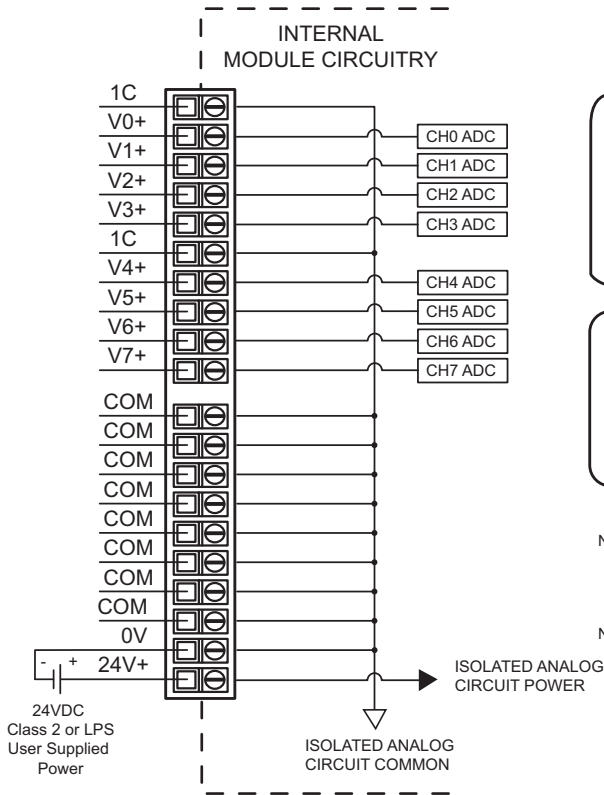 INTERNAL
MODULE CIRCUITRY
1C
V0+
V1+
V2+
V3+
1C
V4+
V5+
V6+
V7+
COM
COM
COM
COM
COM
COM
COM
COM
0V
24V+
CH0 ADC
CH1 ADC
CH2 ADC
CH3 ADC
CH4 ADC
CH5 ADC
CH6 ADC
CH7 ADC
- +
24VDC
Class 2 or LPS
User Supplied
Power
ISOLATED ANALOG
CIRCUIT POWER
ISOLATED ANALOG
CIRCUIT COMMON